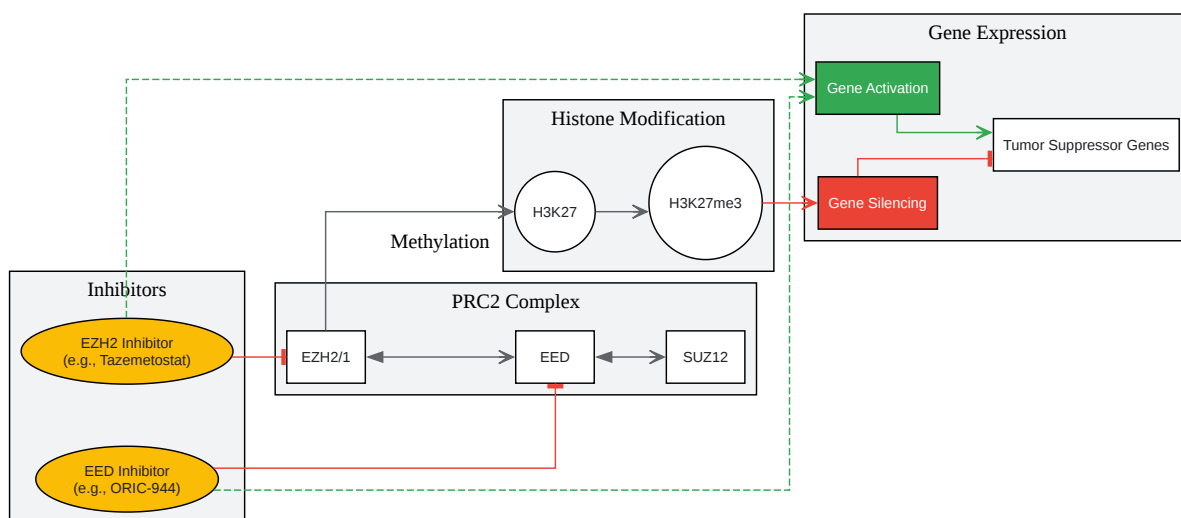 Gene Expression
Gene Activation
Tumor Suppressor Genes
Gene Silencing
Histone Modification
H3K27
H3K27me3
Methylation
Inhibitors
EZH2 Inhibitor
(e.g., Tazemetostat)
EED Inhibitor
(e.g., ORIC-944)
PRC2 Complex
EZH2/1
EED
SUZ12